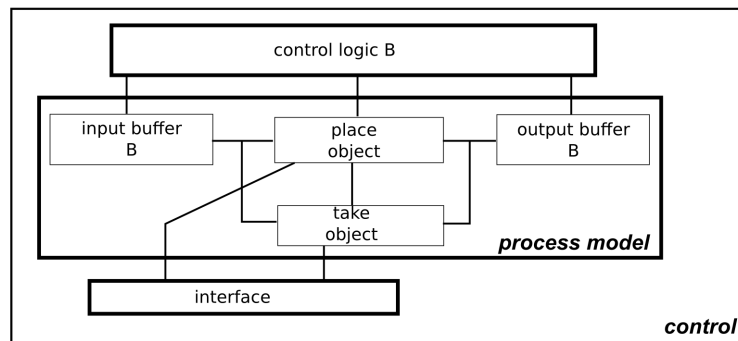 control logic B
input buffer
B
place
object
output buffer
B
take
object
process model
interface
control